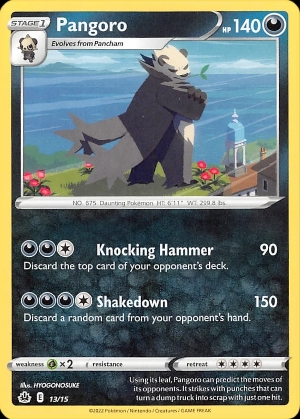 STAGE 1
Pangoro
HP 140
Evolves from Pancham
NO. 675 Daunting Pokémon HT: 6'11" WT: 299.8 lbs.
Knocking Hammer 90
Discard the top card of your opponent's deck.
Shakedown 150
Discard a random card from your opponent's hand.
weakness ×2 resistance retreat
Illus. HYOGONOSUKE
13/15
Using its leaf, Pangoro can predict the moves
of its opponents. It strikes with punches that can
turn a dump truck into scrap with just one hit.
©2022 Pokémon / Nintendo / Creatures / GAME FREAK